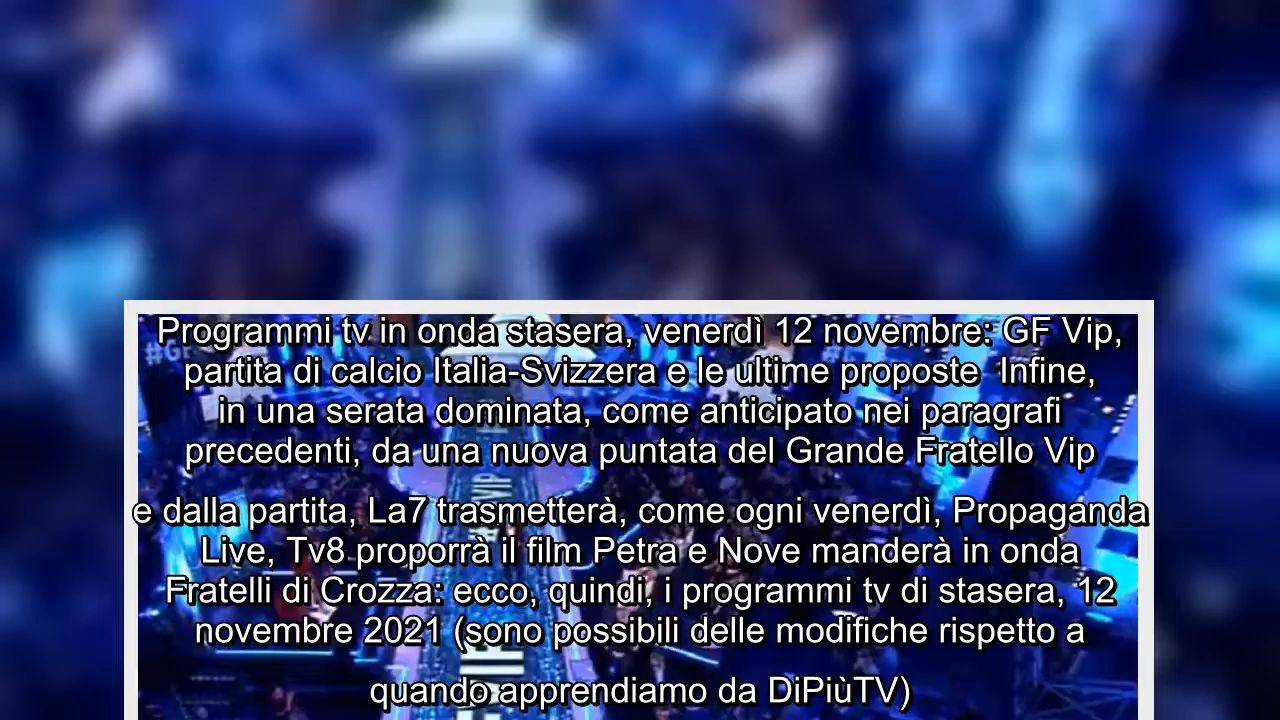 Programmi tv in onda stasera, venerdì 12 novembre: GF Vip,
partita di calcio Italia-Svizzera e le ultime proposte  Infine,
in una serata dominata, come anticipato nei paragrafi
precedenti, da una nuova puntata del Grande Fratello Vip
e dalla partita, La7 trasmetterà, come ogni venerdì, Propaganda
Live, Tv8 proporrà il film Petra e Nove manderà in onda
Fratelli di Crozza: ecco, quindi, i programmi tv di stasera, 12
novembre 2021 (sono possibili delle modifiche rispetto a
quando apprendiamo da DiPiùTV)
#GF
VIP